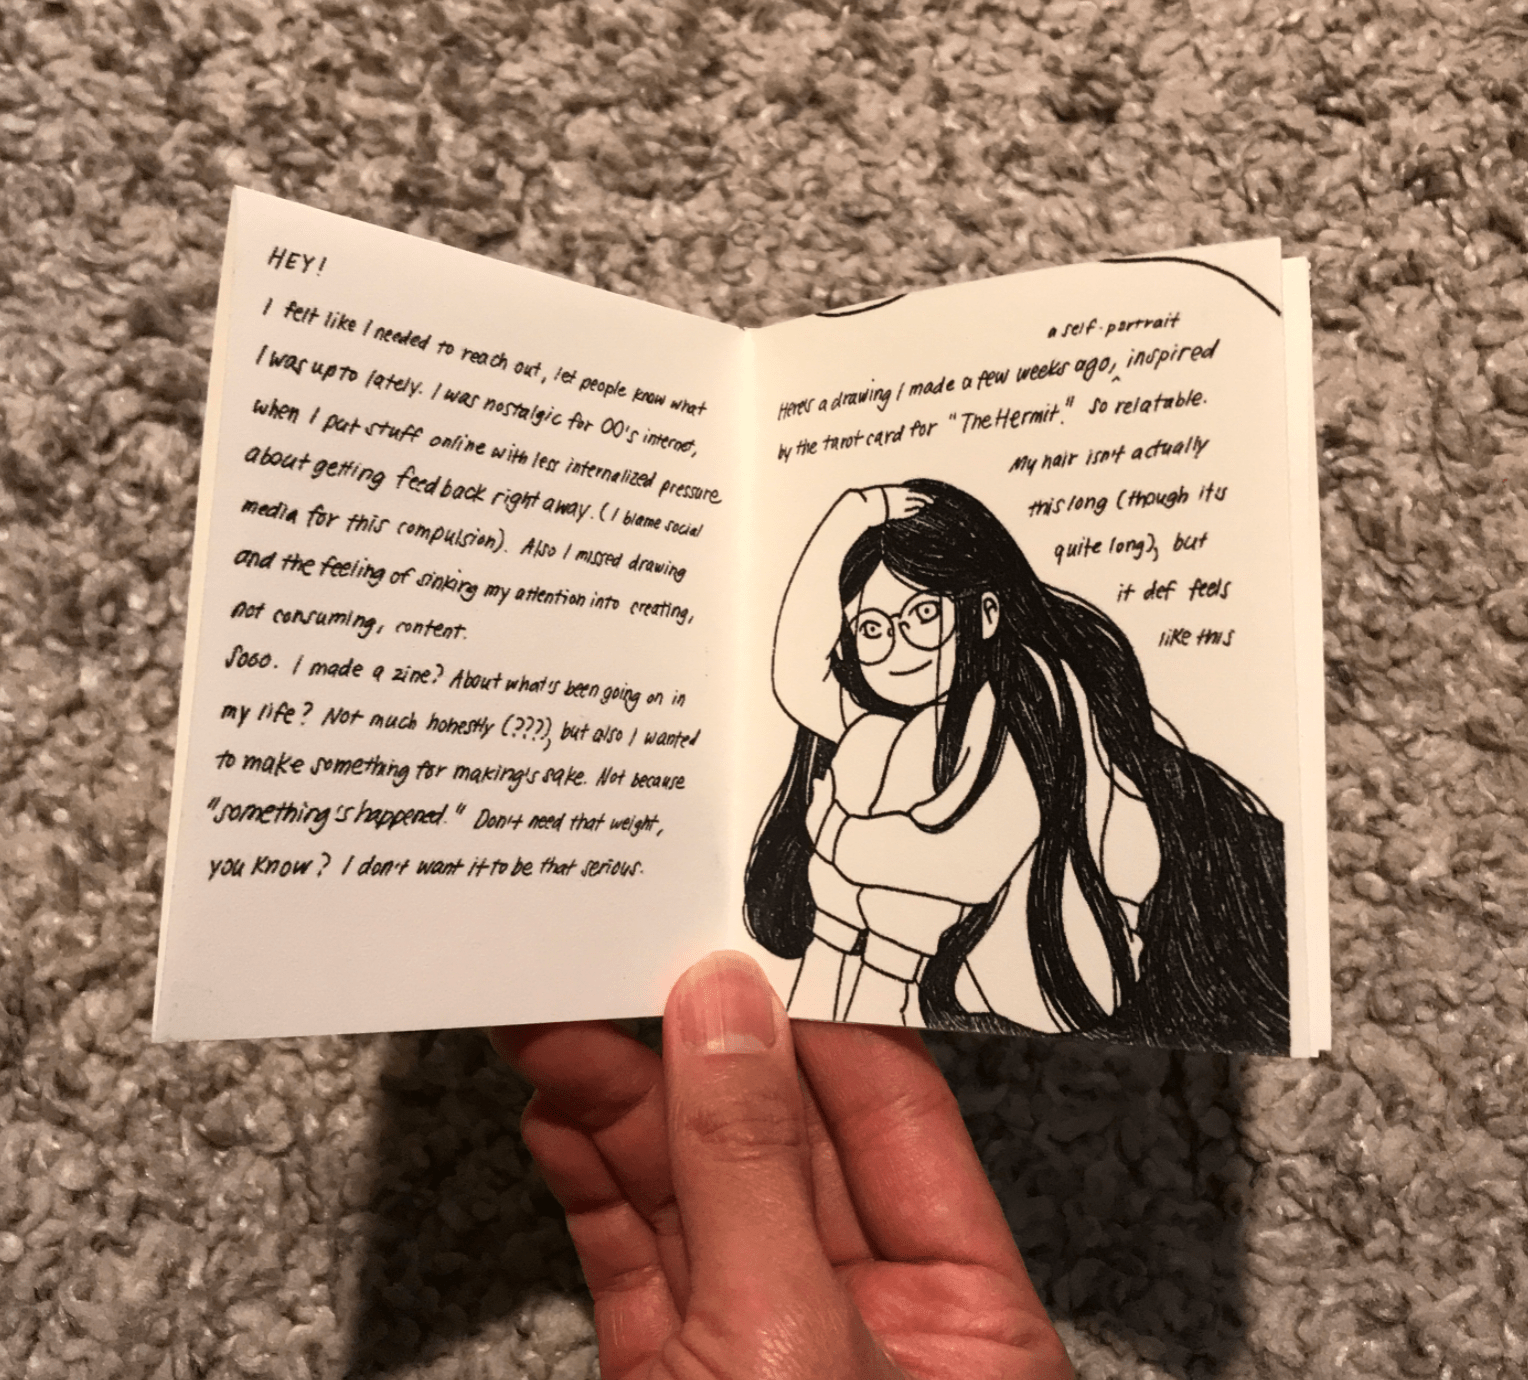 HEY!
I felt like I needed to reach out, let people know what
I was up to lately. I was nostalgic for 00's internet,
when I put stuff online with less internalized pressure
about getting feedback right away. (I blame social
media for this compulsion). Also I missed drawing
and the feeling of sinking my attention into creating,
not consuming, content.
Sooo. I made a zine? About what's been going on in
my life? Not much honestly (???), but also I wanted
to make something for making's sake. Not because
"something's happened." Don't need that weight,
you know? I don't want it to be that serious.
a self-portrait
Here's a drawing I made a few weeks ago, ^ inspired
by the tarot card for "The Hermit." So relatable.
My hair isn't actually
this long (though it is
quite long), but
it def feels
like this